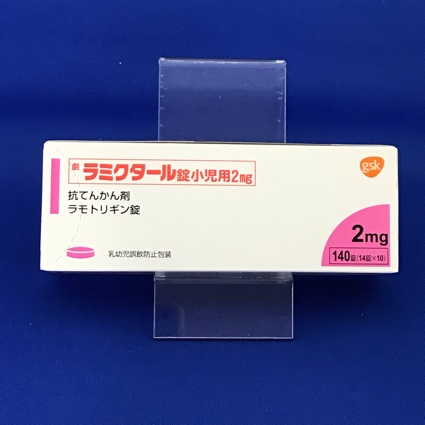 劇 ラミクタール錠小児用2mg
gsk
抗てんかん剤
ラモトリギン錠
2mg
乳幼児誤飲防止包装
140錠(14錠×10)